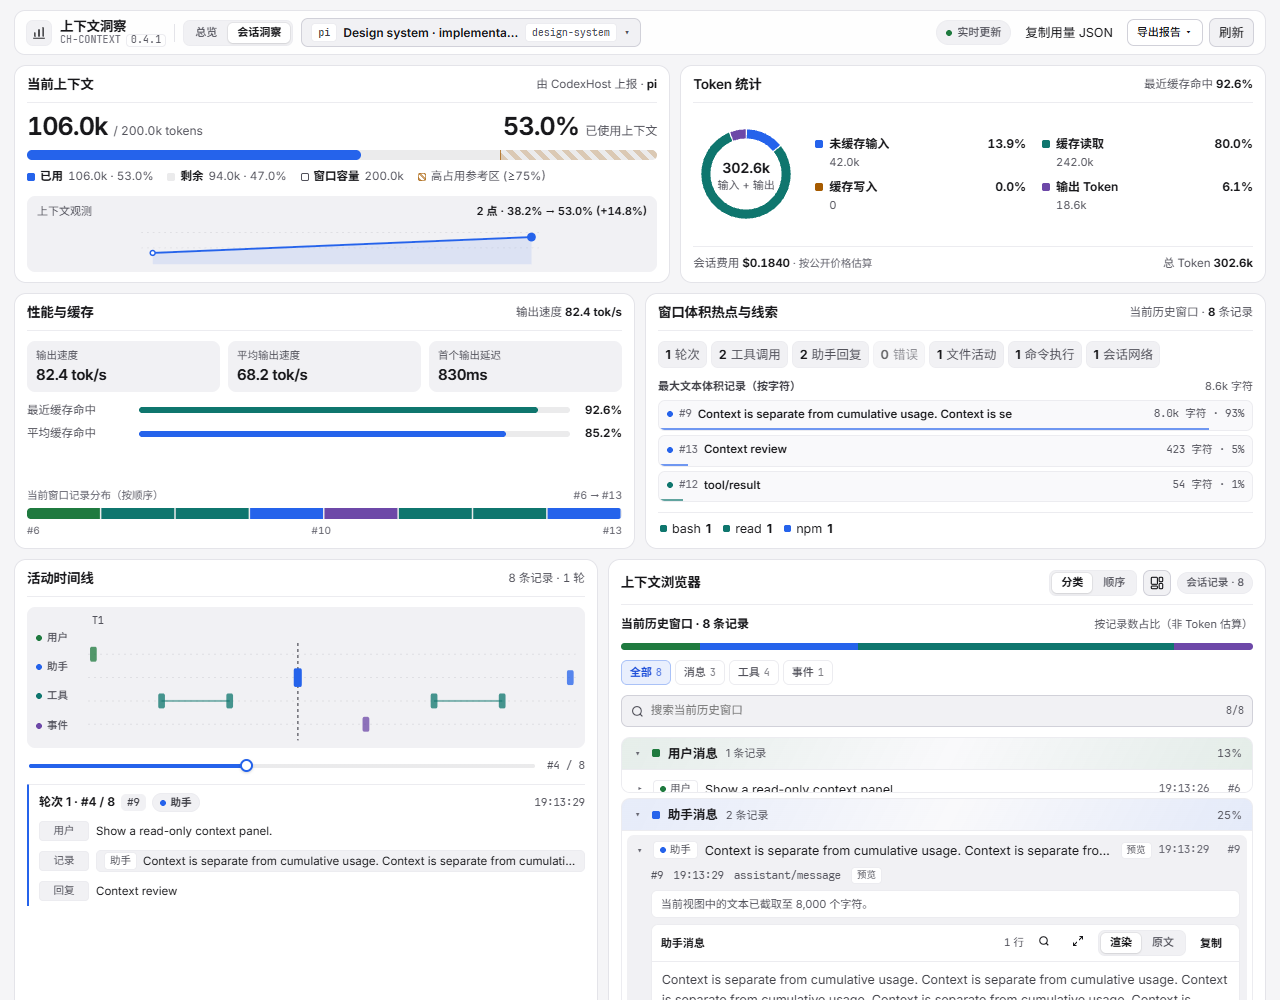 上下文洞察
CH-CONTEXT 0.4.1
总览
会话洞察
pi Design system · implementa... design-system
实时更新
复制用量 JSON
导出报告
刷新
当前上下文
由 CodexHost 上报 · pi
106.0k / 200.0k tokens
53.0% 已使用上下文
已用 106.0k · 53.0% 剩余 94.0k · 47.0% 窗口容量 200.0k 高占用参考区 (≥75%)
上下文观测
2 点 · 38.2% → 53.0% (+14.8%)
Token 统计
最近缓存命中 92.6%
302.6k
输入 + 输出
未缓存输入 13.9%
42.0k
缓存读取 80.0%
242.0k
缓存写入 0.0%
0
输出 Token 6.1%
18.6k
会话费用 $0.1840 · 按公开价格估算
总 Token 302.6k
性能与缓存
输出速度 82.4 tok/s
输出速度
82.4 tok/s
平均输出速度
68.2 tok/s
首个输出延迟
830ms
最近缓存命中 92.6%
平均缓存命中 85.2%
当前窗口记录分布（按顺序）
#6 → #13
#6 #10 #13
窗口体积热点与线索
当前历史窗口 · 8 条记录
1 轮次 2 工具调用 2 助手回复 0 错误 1 文件活动 1 命令执行 1 会话网络
最大文本体积记录（按字符）
8.6k 字符
#9 Context is separate from cumulative usage. Context is se 8.0k 字符 · 93%
#13 Context review 423 字符 · 5%
#12 tool/result 54 字符 · 1%
bash 1 read 1 npm 1
活动时间线
8 条记录 · 1 轮
T1
用户
助手
工具
事件
#4 / 8
轮次 1 · #4 / 8 #9 助手 19:13:29
用户 Show a read-only context panel.
记录 助手 Context is separate from cumulative usage. Context is separate from cumulati...
回复 Context review
上下文浏览器
分类 顺序
会话记录 · 8
当前历史窗口 · 8 条记录
按记录数占比（非 Token 估算）
全部 8 消息 3 工具 4 事件 1
搜索当前历史窗口 8/8
用户消息 1 条记录 13%
用户 Show a read-only context panel. 19:13:26 #6
助手消息 2 条记录 25%
助手 Context is separate from cumulative usage. Context is separate fro... 预览 19:13:29 #9
#9 19:13:29 assistant/message 预览
当前视图中的文本已截取至 8,000 个字符。
助手消息 1 行 渲染 原文 复制
Context is separate from cumulative usage. Context is separate from cumulative usage. Context
is separate from cumulative usage. Context is separate from cumulative usage. Context is